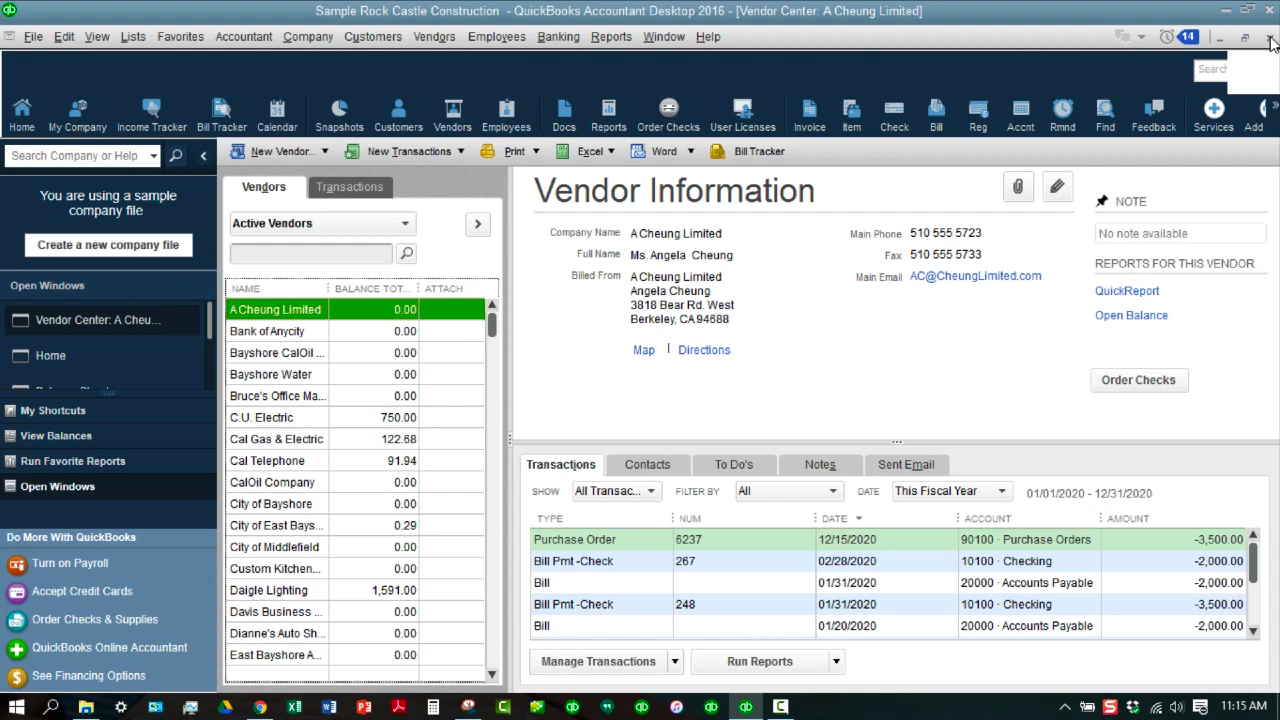 Sample Rock Castle Construction - QuickBooks Accountant Desktop 2016 - [Vendor Center: A Cheung Limited]
File Edit View Lists Favorites Accountant Company Customers Vendors Employees Banking Reports Window Help 14
Home My Company Income Tracker Bill Tracker Calendar Snapshots Customers Vendors Employees Docs Reports Order Checks User Licenses Invoice Item Check Bill Reg Accnt Rmnd Find Feedback Services Add
Search Company or Help
You are using a sample
company file
Create a new company file
Open Windows
Vendor Center: A Cheu...
Home
My Shortcuts
View Balances
Run Favorite Reports
Open Windows
Do More With QuickBooks
Turn on Payroll
Accept Credit Cards
Order Checks & Supplies
QuickBooks Online Accountant
See Financing Options
New Vendor... New Transactions Print Excel Word Bill Tracker
Vendors Transactions
Active Vendors
NAME BALANCE TOT... ATTACH
A Cheung Limited 0.00
Bank of Anycity 0.00
Bayshore CalOil ... 0.00
Bayshore Water 0.00
Bruce's Office Ma... 0.00
C.U. Electric 750.00
Cal Gas & Electric 122.68
Cal Telephone 91.94
CalOil Company 0.00
City of Bayshore 0.00
City of East Bays... 0.29
City of Middlefield 0.00
Custom Kitchen... 0.00
Daigle Lighting 1,591.00
Davis Business ... 0.00
Dianne's Auto Sh... 0.00
East Bayshore A... 0.00
Vendor Information
Company Name A Cheung Limited
Full Name Ms. Angela Cheung
Billed From A Cheung Limited
Angela Cheung
3818 Bear Rd. West
Berkeley, CA 94688
Map | Directions
Main Phone 510 555 5723
Fax 510 555 5733
Main Email AC@CheungLimited.com
NOTE
No note available
REPORTS FOR THIS VENDOR
QuickReport
Open Balance
Order Checks
Transactions Contacts To Do's Notes Sent Email
SHOW All Transac... FILTER BY All DATE This Fiscal Year 01/01/2020 - 12/31/2020
TYPE NUM DATE ACCOUNT AMOUNT
Purchase Order 6237 12/15/2020 90100 · Purchase Orders -3,500.00
Bill Pmt -Check 267 02/28/2020 10100 · Checking -2,000.00
Bill 01/31/2020 20000 · Accounts Payable -2,000.00
Bill Pmt -Check 248 01/31/2020 10100 · Checking -3,500.00
Bill 01/20/2020 20000 · Accounts Payable -2,000.00
Manage Transactions Run Reports
11:15 AM